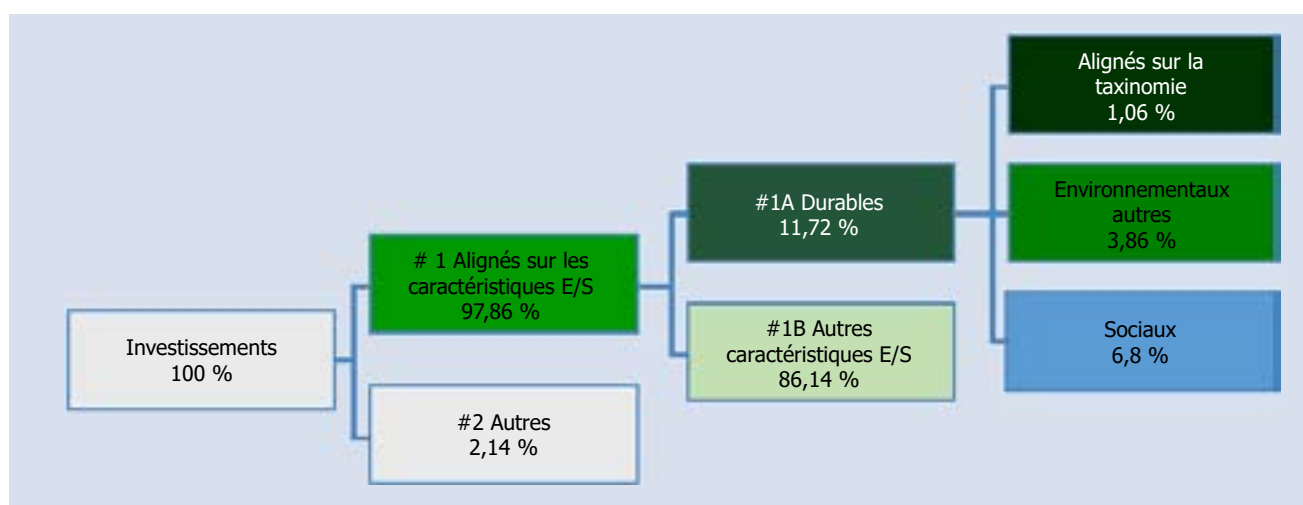 Investissements
100 %
# 1 Alignés sur les
caractéristiques E/S
97,86 %
#2 Autres
2,14 %
#1A Durables
11,72 %
#1B Autres
caractéristiques E/S
86,14 %
Alignés sur la
taxinomie
1,06 %
Environnementaux
autres
3,86 %
Sociaux
6,8 %